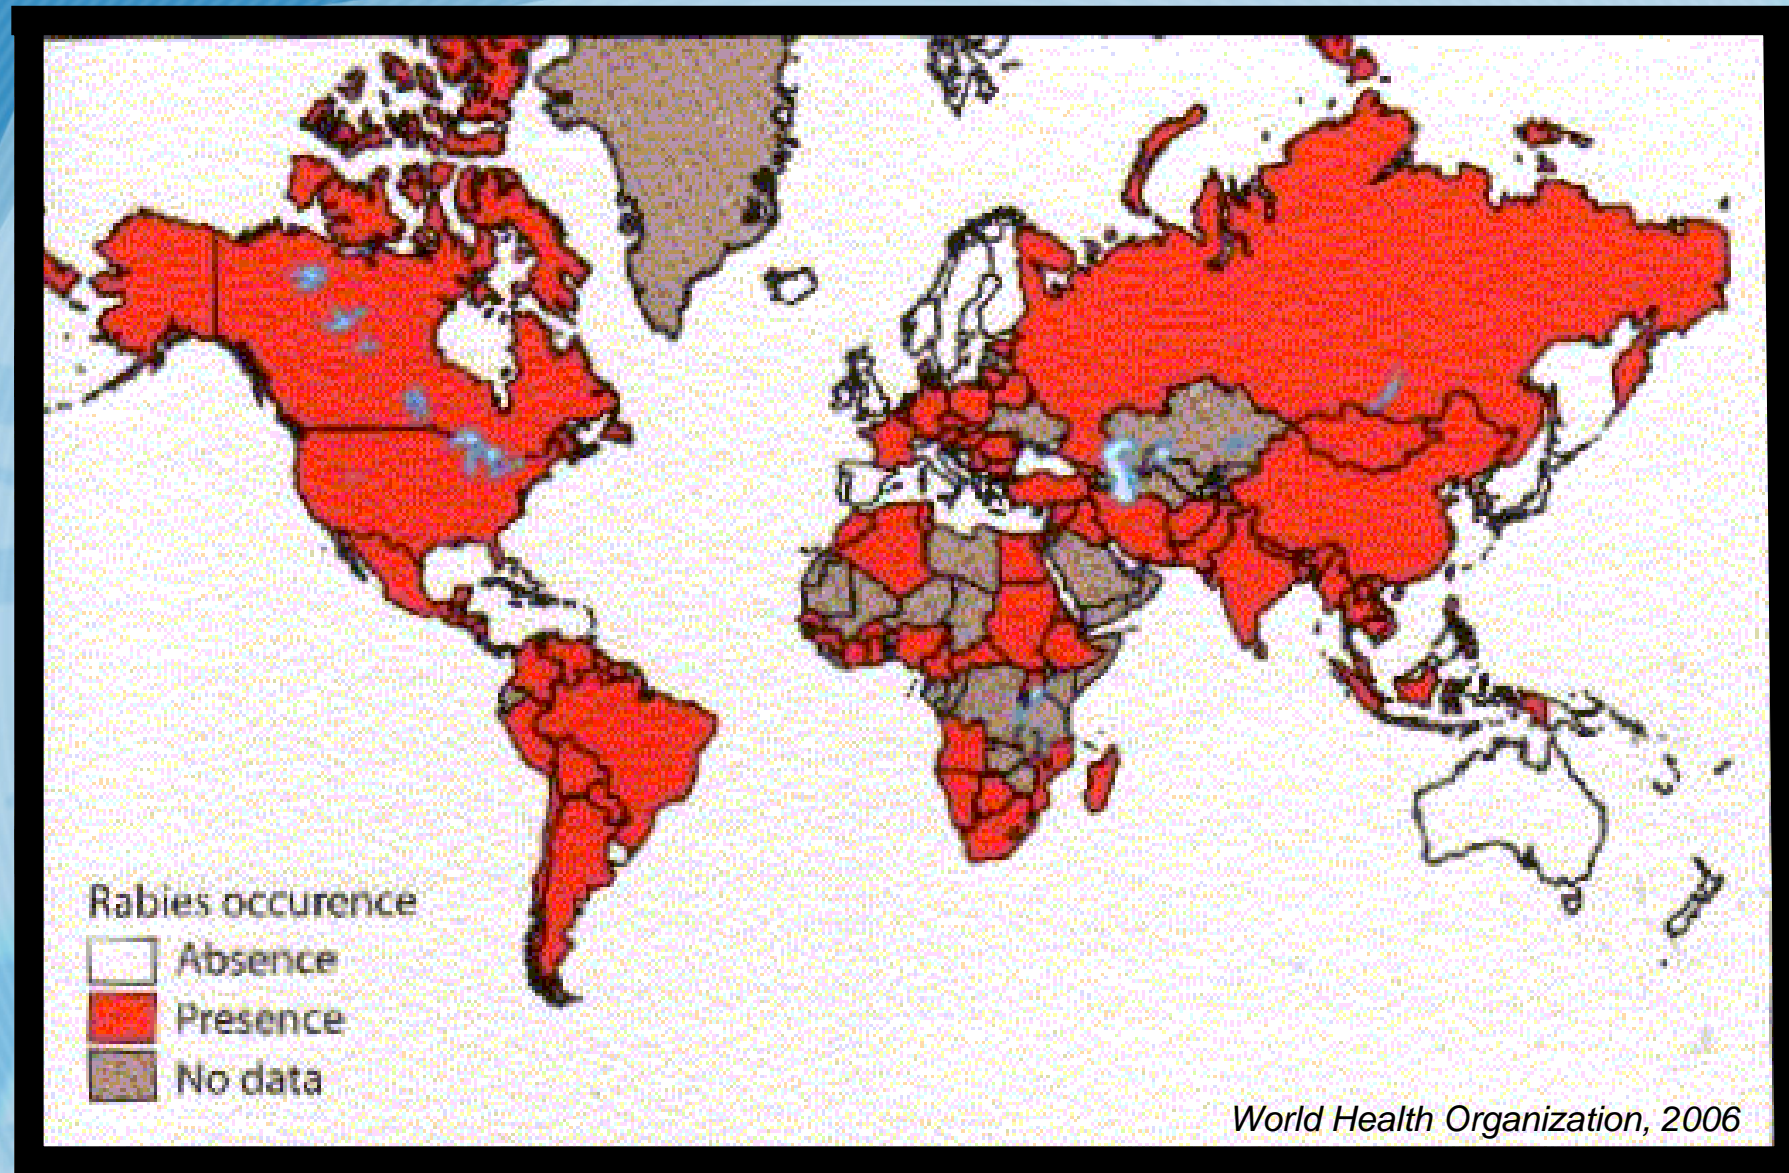 Rabies occurence
Absence
Presence
No data
World Health Organization, 2006